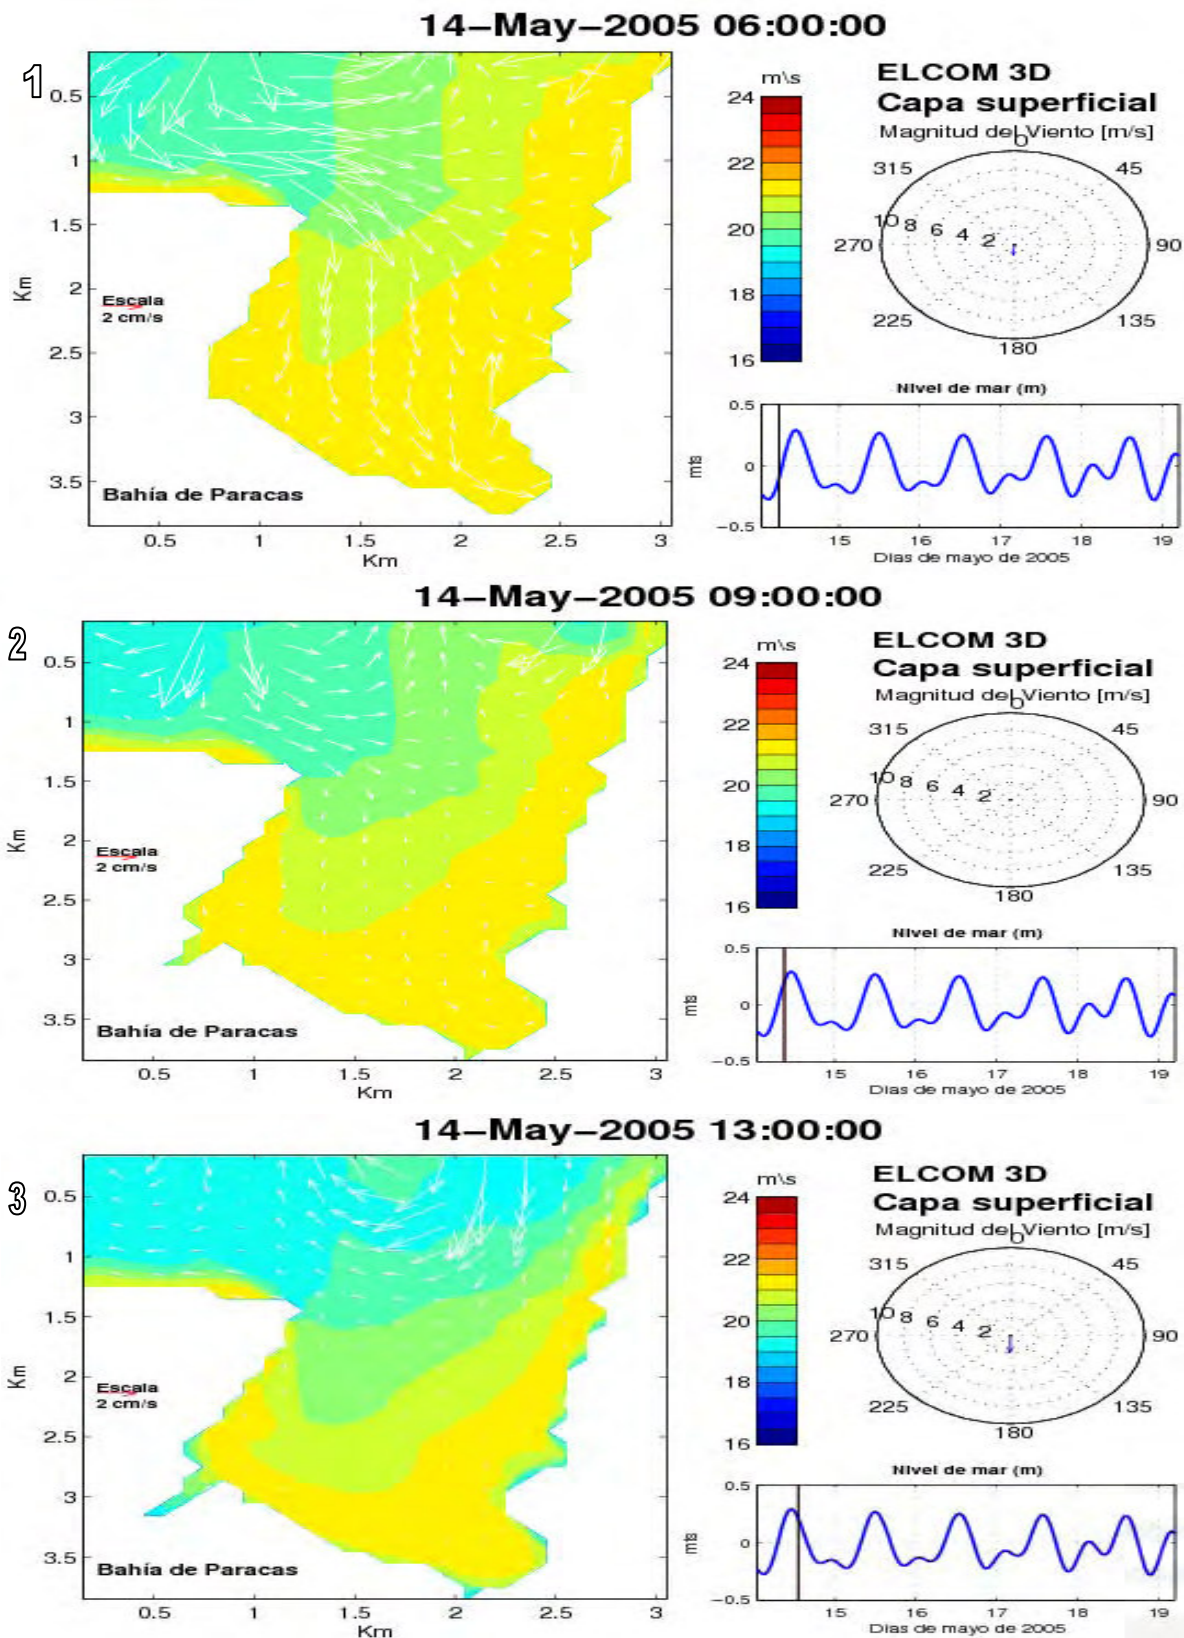 14-May-2005 06:00:00
1
m\s
ELCOM 3D
Capa superficial
Magnitud del Viento [m/s]
0
315 45
10 8 6 4 2
270 90
225 135
180
24
22
20
18
16
0.5
1
1.5
2
2.5
3
3.5
Km
Escala
2 cm/s
Bahía de Paracas
0.5 1 1.5 2 2.5 3
Km
Nivel de mar (m)
0.5
0
-0.5
mts
15 16 17 18 19
Dias de mayo de 2005
14-May-2005 09:00:00
2
m\s
ELCOM 3D
Capa superficial
Magnitud del Viento [m/s]
0
315 45
10 8 6 4 2
270 90
225 135
180
24
22
20
18
16
0.5
1
1.5
2
2.5
3
3.5
Km
Escala
2 cm/s
Bahía de Paracas
0.5 1 1.5 2 2.5 3
Km
Nivel de mar (m)
0.5
0
-0.5
mts
15 16 17 18 19
Dias de mayo de 2005
14-May-2005 13:00:00
3
m\s
ELCOM 3D
Capa superficial
Magnitud del Viento [m/s]
0
315 45
10 8 6 4 2
270 90
225 135
180
24
22
20
18
16
0.5
1
1.5
2
2.5
3
3.5
Km
Escala
2 cm/s
Bahía de Paracas
0.5 1 1.5 2 2.5 3
Km
Nivel de mar (m)
0.5
0
-0.5
mts
15 16 17 18 19
Dias de mayo de 2005